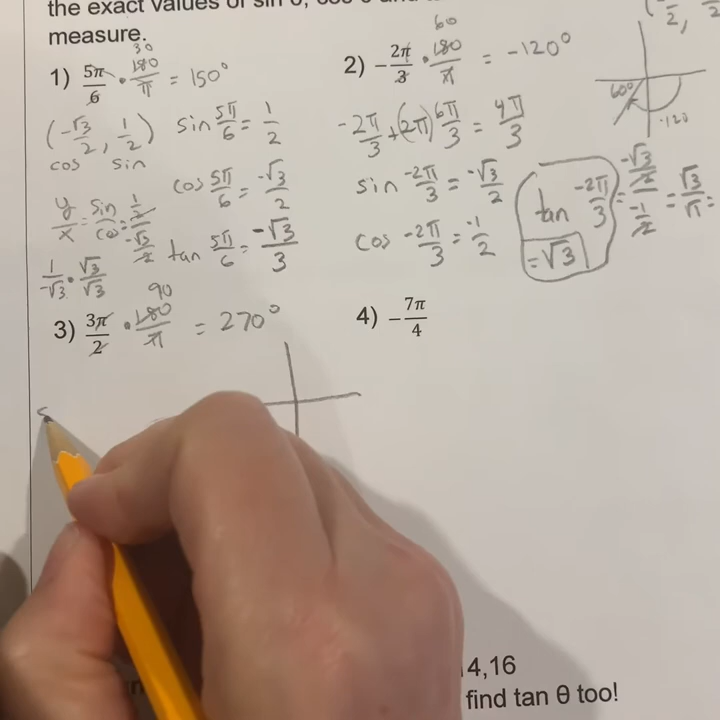 the exact values of sin θ, cos θ and
measure.
1) 5π/6 · 180/π = 150°
30
(-√3/2, 1/2) sin 5π/6 = 1/2
cos sin
cos 5π/6 = -√3/2
y/x = sin/cos = 1/2 / -√3/2
tan 5π/6 = -√3/3
1/-√3 · √3/√3
2) -2π/3 · 180/π = -120°
60
-2π/3 + (2π) 6π/3 = 4π/3
sin -2π/3 = -√3/2
cos -2π/3 = -1/2
tan -2π/3 = -√3/2 / -1/2 = √3/1 =
= √3
60°
-120
3) 3π/2 · 180/π = 270°
90
s
4) -7π/4
4,16
find tan θ too!